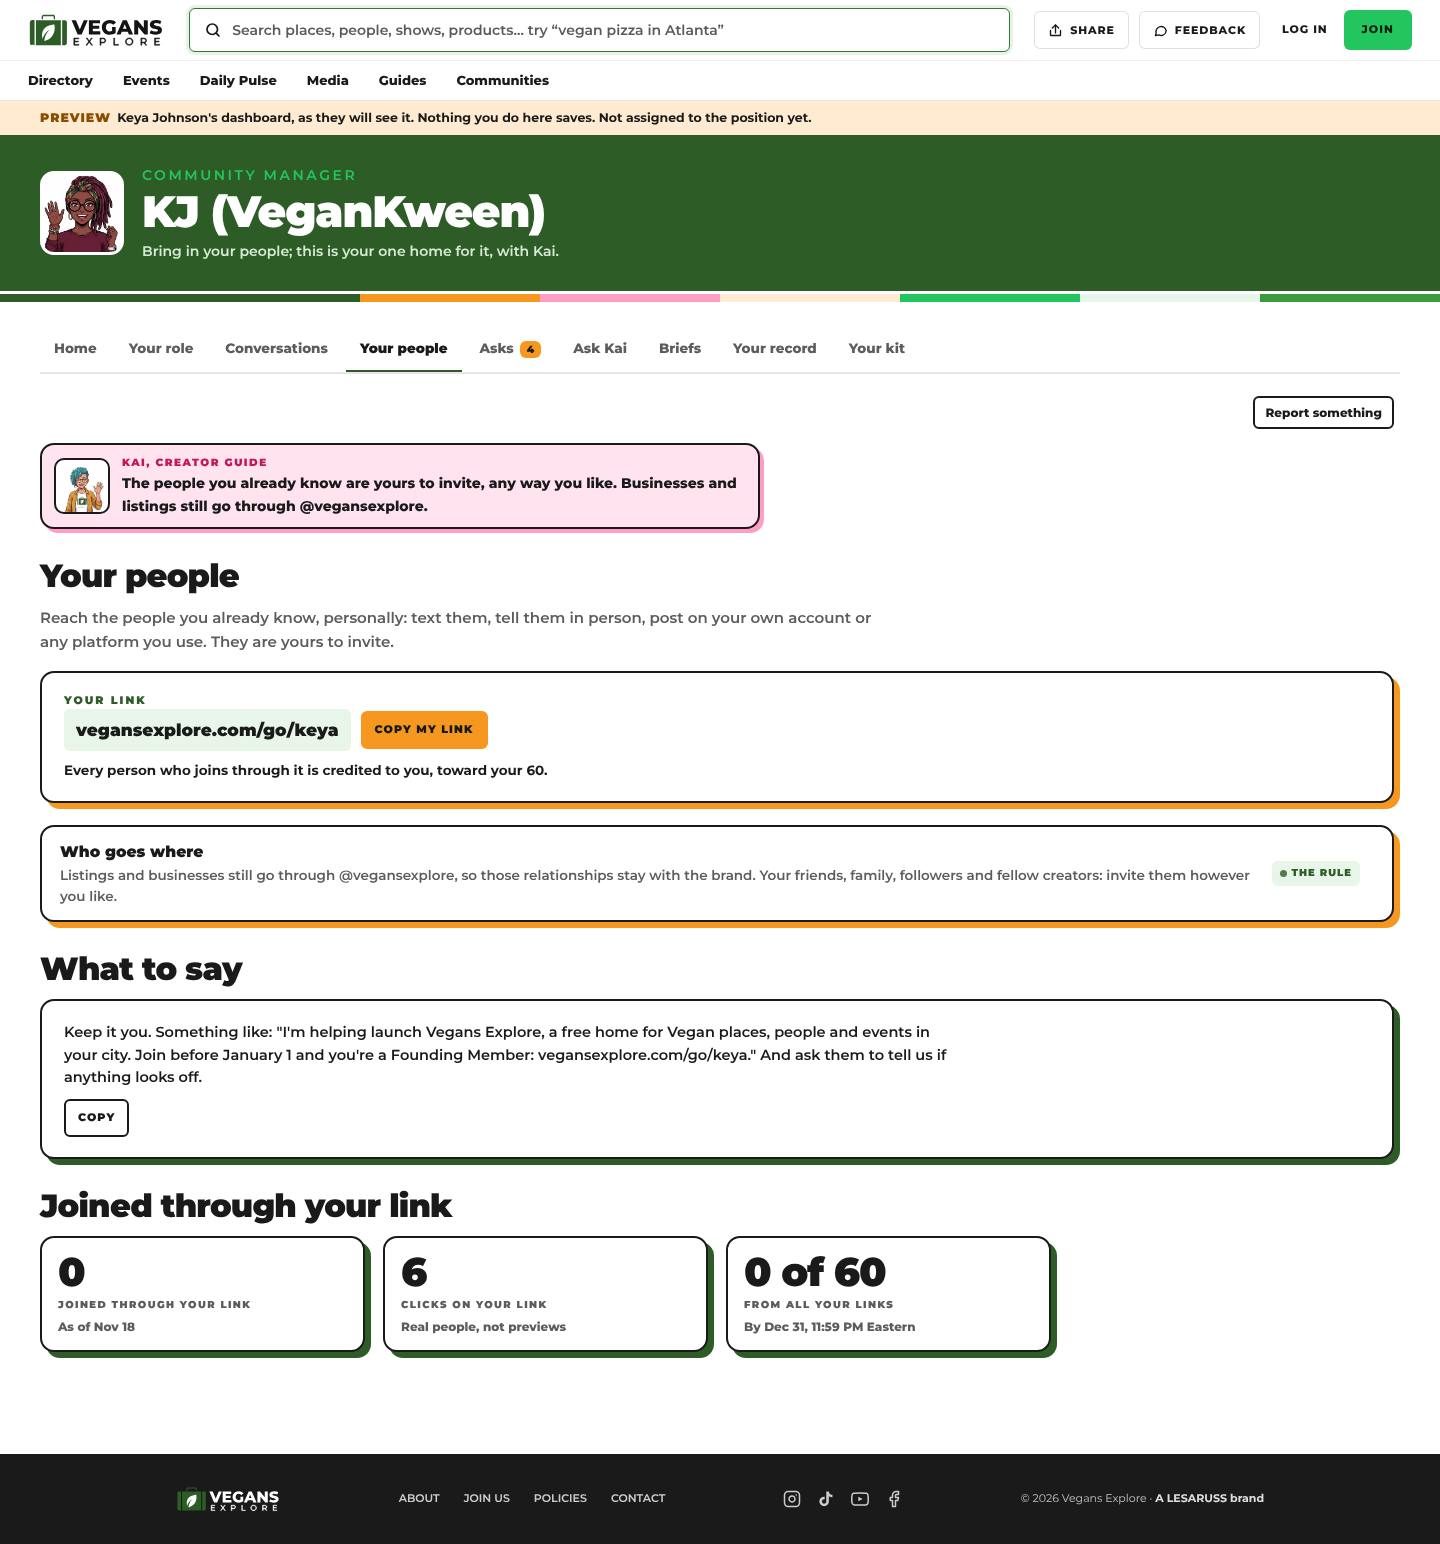 VEGANS EXPLORE
Search places, people, shows, products... try “vegan pizza in Atlanta”
SHARE
FEEDBACK
LOG IN
JOIN
Directory
Events
Daily Pulse
Media
Guides
Communities
PREVIEW Keya Johnson's dashboard, as they will see it. Nothing you do here saves. Not assigned to the position yet.
COMMUNITY MANAGER
KJ (VeganKween)
Bring in your people; this is your one home for it, with Kai.
Home
Your role
Conversations
Your people
Asks 4
Ask Kai
Briefs
Your record
Your kit
Report something
KAI, CREATOR GUIDE
The people you already know are yours to invite, any way you like. Businesses and
listings still go through @vegansexplore.
Your people
Reach the people you already know, personally: text them, tell them in person, post on your own account or
any platform you use. They are yours to invite.
YOUR LINK
vegansexplore.com/go/keya
COPY MY LINK
Every person who joins through it is credited to you, toward your 60.
Who goes where
Listings and businesses still go through @vegansexplore, so those relationships stay with the brand. Your friends, family, followers and fellow creators: invite them however
you like.
THE RULE
What to say
Keep it you. Something like: "I'm helping launch Vegans Explore, a free home for Vegan places, people and events in
your city. Join before January 1 and you're a Founding Member: vegansexplore.com/go/keya." And ask them to tell us if
anything looks off.
COPY
Joined through your link
0
JOINED THROUGH YOUR LINK
As of Nov 18
6
CLICKS ON YOUR LINK
Real people, not previews
0 of 60
FROM ALL YOUR LINKS
By Dec 31, 11:59 PM Eastern
VEGANS EXPLORE
ABOUT
JOIN US
POLICIES
CONTACT
© 2026 Vegans Explore · A LESARUSS brand